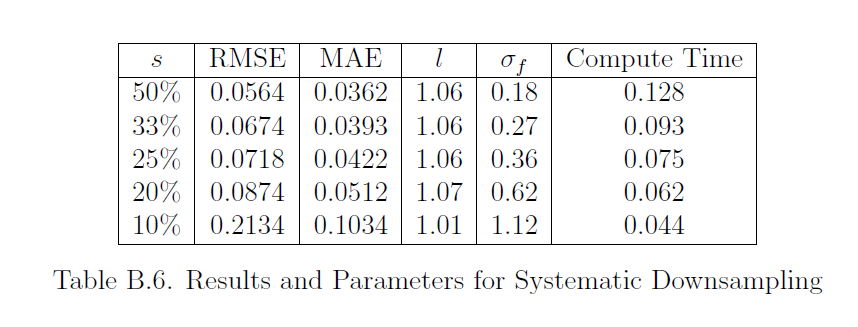 s RMSE MAE l σf Compute Time
50% 0.0564 0.0362 1.06 0.18 0.128
33% 0.0674 0.0393 1.06 0.27 0.093
25% 0.0718 0.0422 1.06 0.36 0.075
20% 0.0874 0.0512 1.07 0.62 0.062
10% 0.2134 0.1034 1.01 1.12 0.044
Table B.6. Results and Parameters for Systematic Downsampling